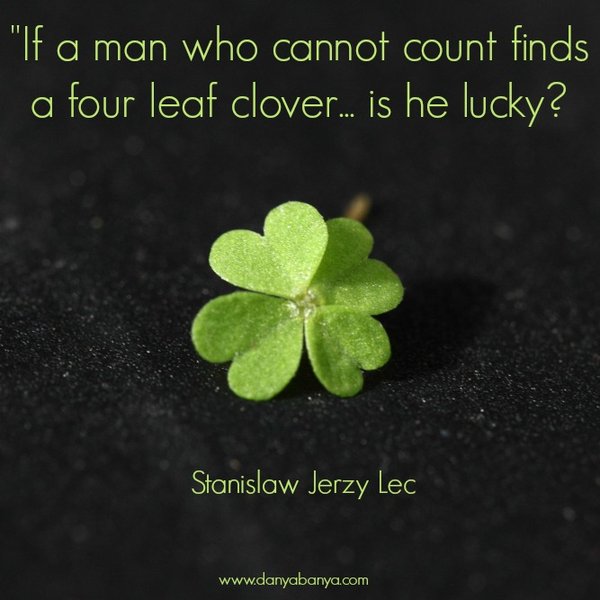 "If a man who cannot count finds
a four leaf clover... is he lucky?
Stanislaw Jerzy Lec
www.danyabanya.com